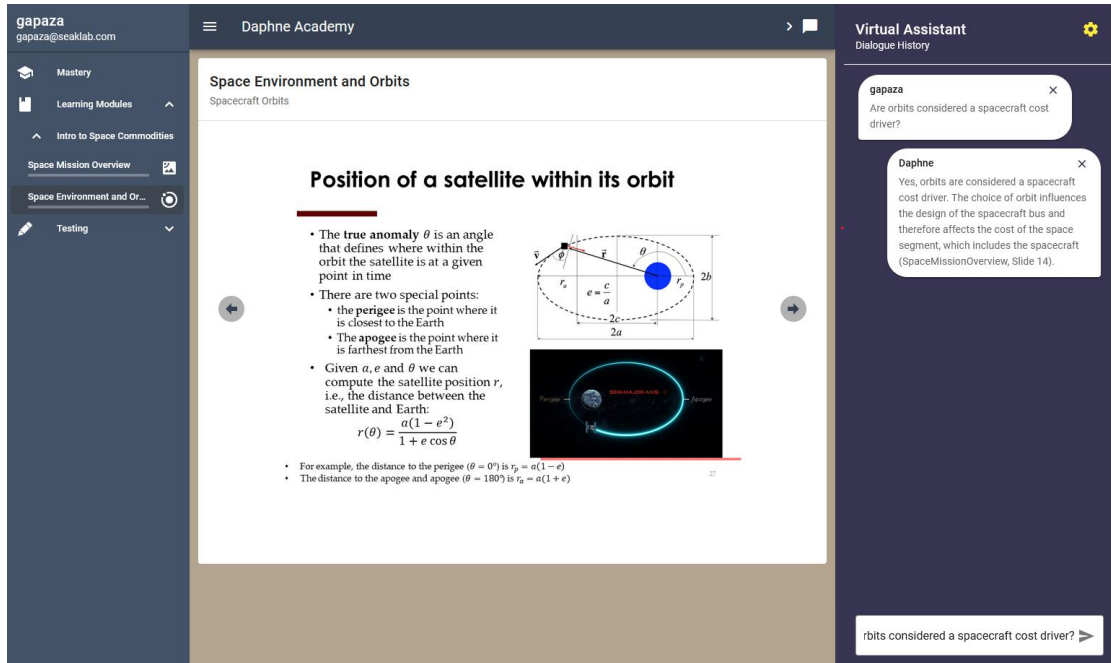 gapaza
gapaza@seaklab.com
Mastery
Learning Modules
Intro to Space Commodities
Space Mission Overview
Space Environment and Or...
Testing
Daphne Academy
Space Environment and Orbits
Spacecraft Orbits
Position of a satellite within its orbit
• The true anomaly θ is an angle
that defines where within the
orbit the satellite is at a given
point in time
• There are two special points:
• the perigee is the point where it
is closest to the Earth
• The apogee is the point where it
is farthest from the Earth
• Given a, e and θ we can
compute the satellite position r,
i.e., the distance between the
satellite and Earth:
r(θ) = a(1 − e²) / 1 + e cos θ
• For example, the distance to the perigee (θ = 0°) is rₚ = a(1 − e)
• The distance to the apogee and apogee (θ = 180°) is rₐ = a(1 + e)
v⃗ ϕ r⃗ θ
rₐ e = c/a rₚ 2b
2c
2a
Perigee SEMI-MAJOR AXIS Apogee
27
Virtual Assistant
Dialogue History
gapaza
Are orbits considered a spacecraft cost
driver?
Daphne
Yes, orbits are considered a spacecraft
cost driver. The choice of orbit influences
the design of the spacecraft bus and
therefore affects the cost of the space
segment, which includes the spacecraft
(SpaceMissionOverview, Slide 14).
rbits considered a spacecraft cost driver?